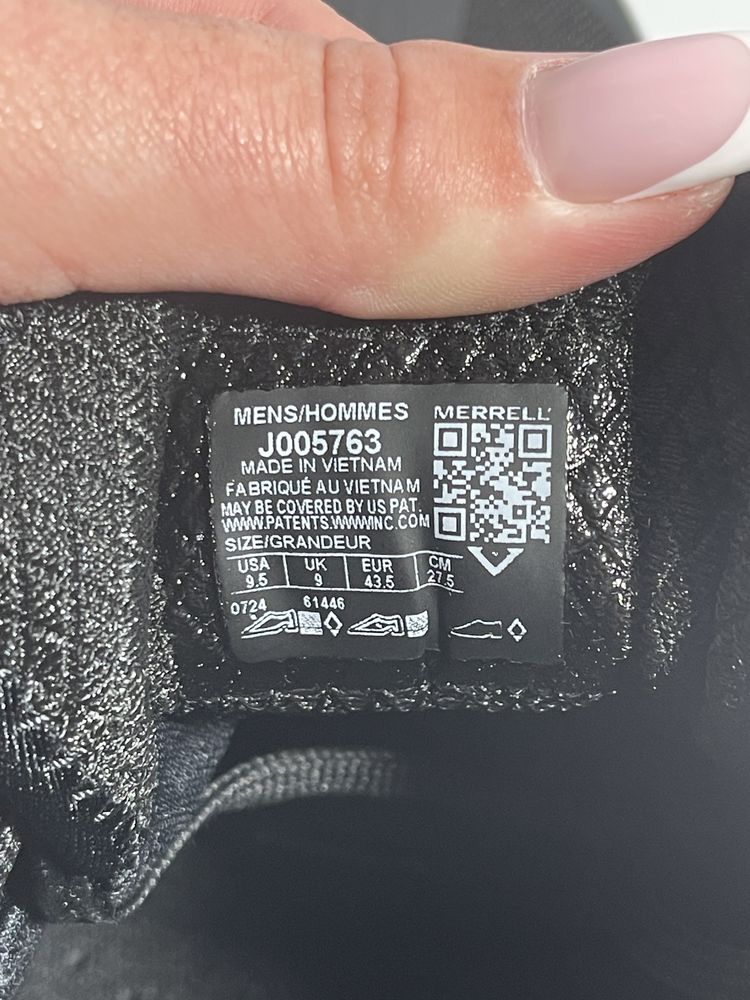 MENS/HOMMES
J005763
MADE IN VIETNAM
FABRIQUÉ AU VIETNAM
MAY BE COVERED BY US PAT.
WWW.PATENTS.WWWINC.COM
SIZE/GRANDEUR
USA UK EUR CM
9.5 9 43.5 27.5
0724 61446
MERRELL